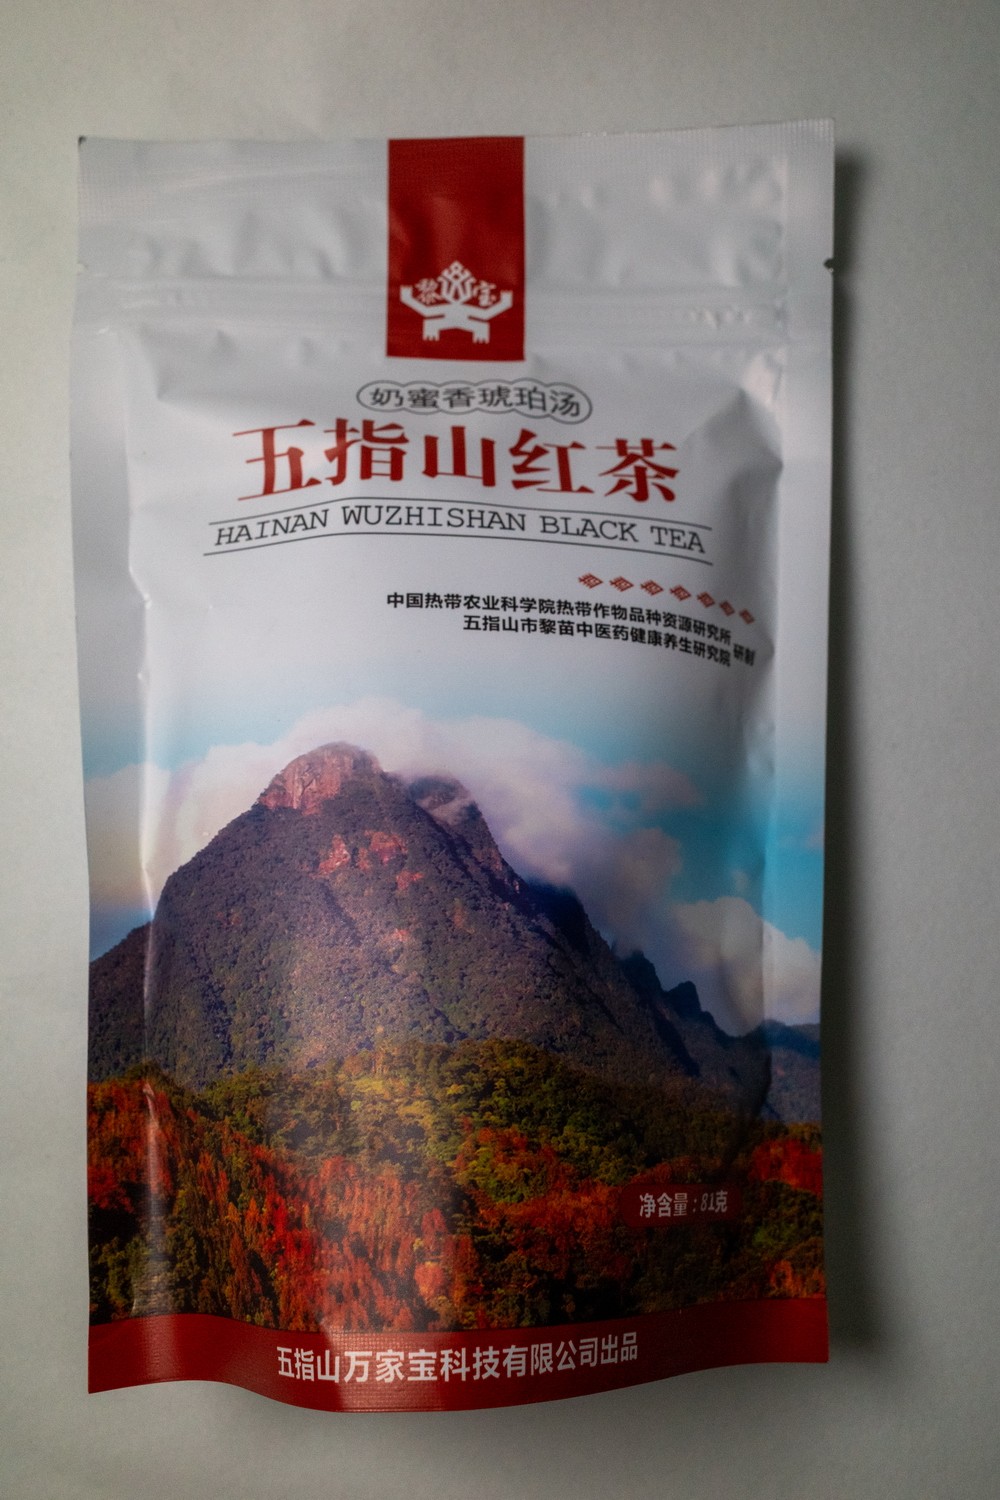 黎宝
奶蜜香琥珀汤
五指山红茶
HAINAN WUZHISHAN BLACK TEA
中国热带农业科学院热带作物品种资源研究所
五指山市黎苗中医药健康养生研究院
研制
净含量：81克
五指山万家宝科技有限公司出品